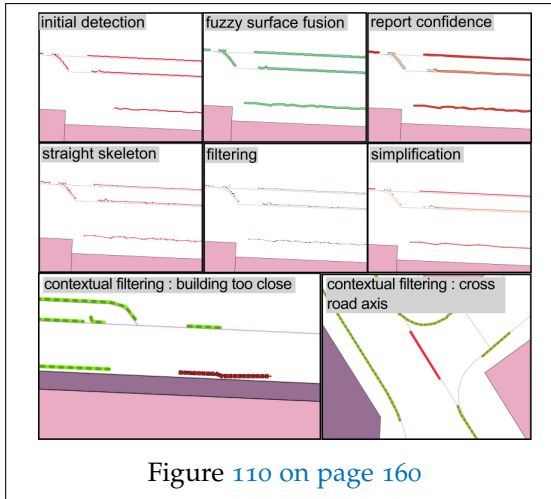 initial detection
fuzzy surface fusion
report confidence
straight skeleton
filtering
simplification
contextual filtering : building too close
contextual filtering : cross
road axis
Figure 110 on page 160